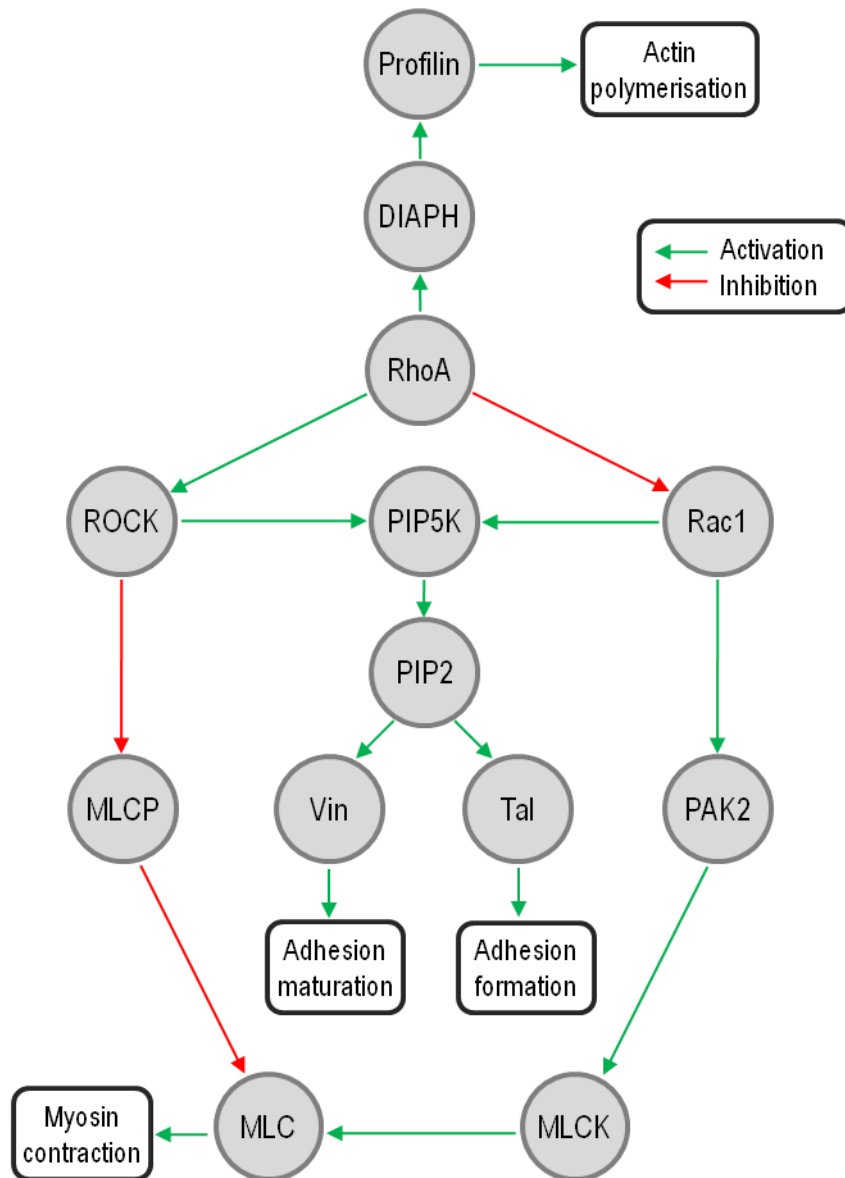 Profilin
Actin
polymerisation
DIAPH
Activation
Inhibition
RhoA
ROCK
PIP5K
Rac1
PIP2
MLCP
Vin
Tal
PAK2
Adhesion
maturation
Adhesion
formation
Myosin
contraction
MLC
MLCK